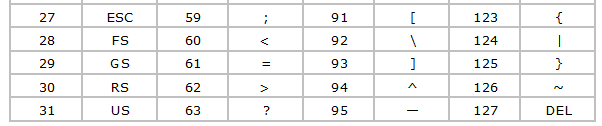 27 ESC 59 ; 91 [ 123 {
28 FS 60 < 92 \ 124 |
29 GS 61 = 93 ] 125 }
30 RS 62 > 94 ^ 126 ~
31 US 63 ? 95 — 127 DEL